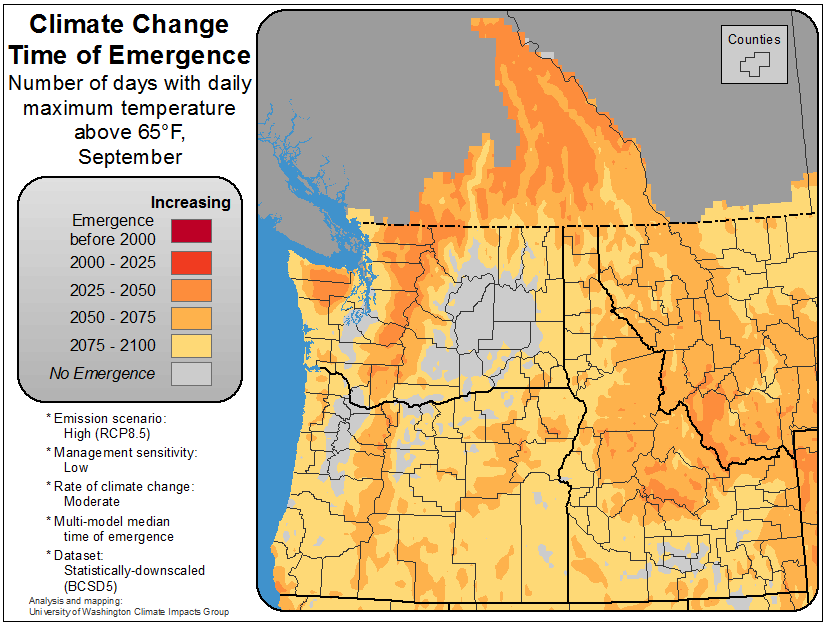 Climate Change
Time of Emergence
Number of days with daily
maximum temperature
above 65°F,
September
Increasing
Emergence
before 2000
2000 - 2025
2025 - 2050
2050 - 2075
2075 - 2100
No Emergence
* Emission scenario:
High (RCP8.5)
* Management sensitivity:
Low
* Rate of climate change:
Moderate
* Multi-model median
time of emergence
* Dataset:
Statistically-downscaled
(BCSD5)
Analysis and mapping:
University of Washington Climate Impacts Group
Counties